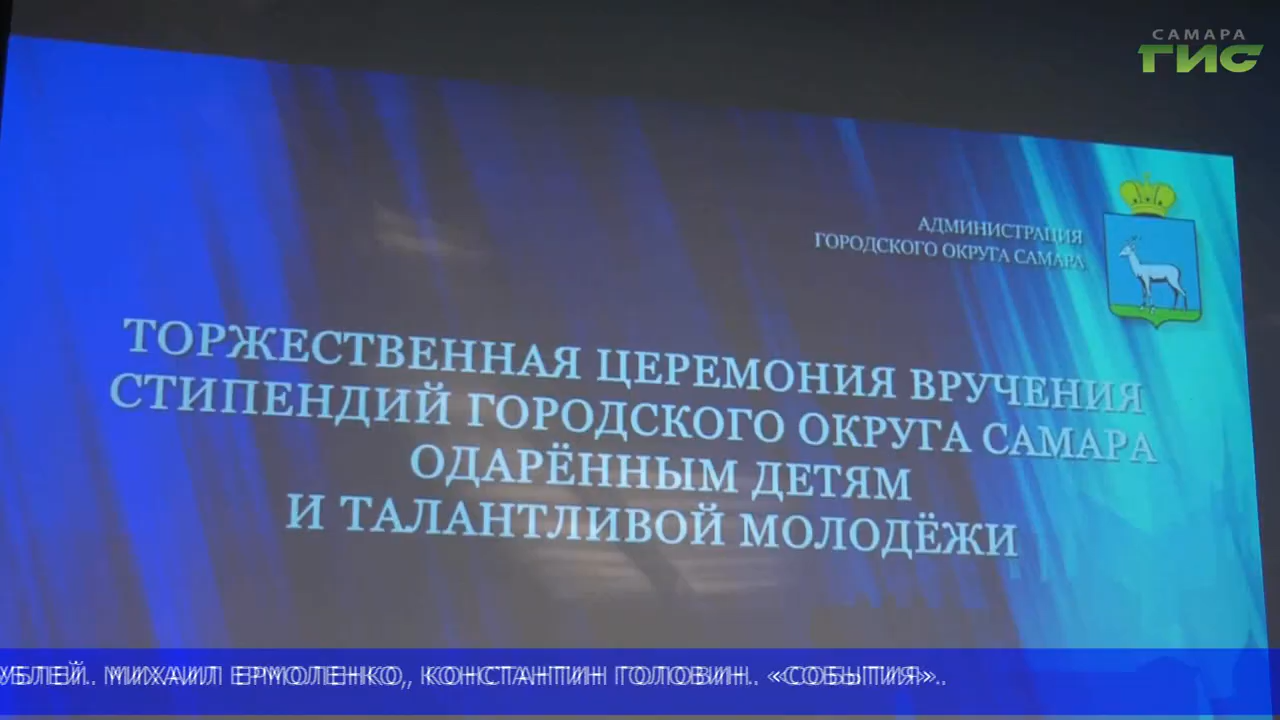 САМАРА
ГИС
АДМИНИСТРАЦИЯ
ГОРОДСКОГО ОКРУГА САМАРА
ТОРЖЕСТВЕННАЯ ЦЕРЕМОНИЯ ВРУЧЕНИЯ
СТИПЕНДИЙ ГОРОДСКОГО ОКРУГА САМАРА
ОДАРЁННЫМ ДЕТЯМ
И ТАЛАНТЛИВОЙ МОЛОДЁЖИ
УБЛЕЙ. МИХАИЛ ЕРМОЛЕНКО, КОНСТАНТИН ГОЛОВИН. «СОБЫТИЯ».